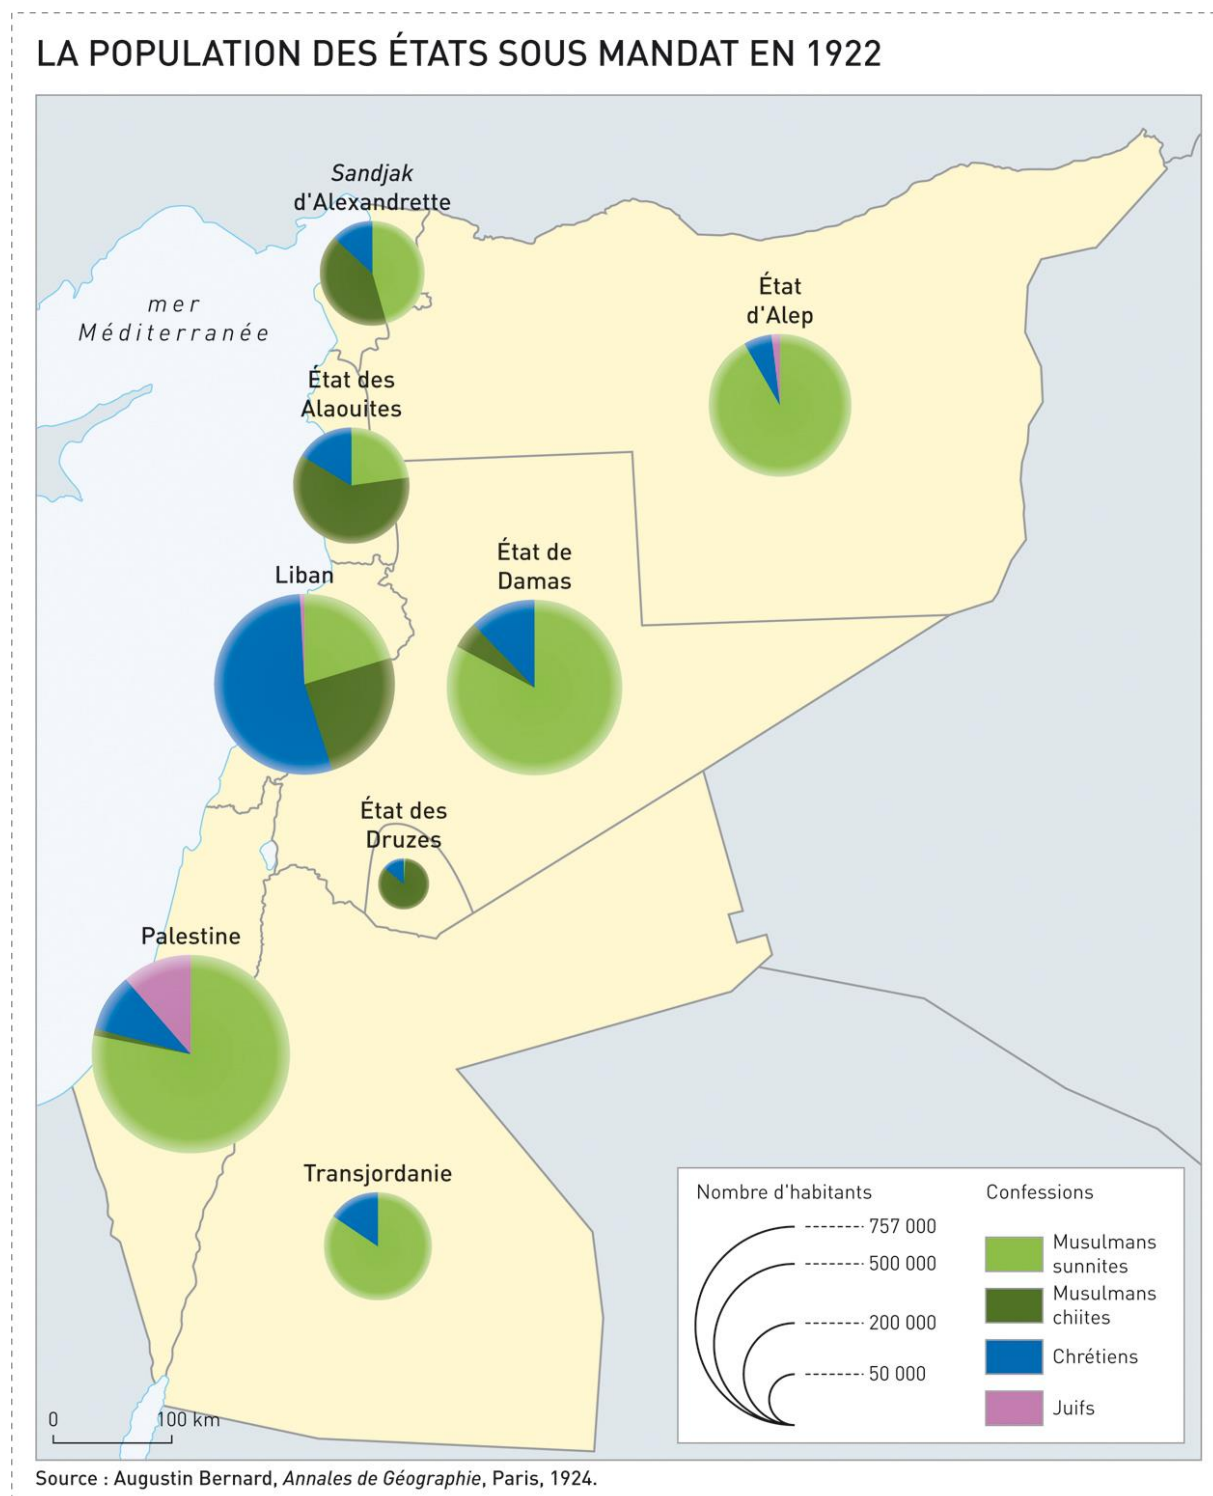 LA POPULATION DES ÉTATS SOUS MANDAT EN 1922
Sandjak
d'Alexandrette
mer
Méditerranée
État
d'Alep
État des
Alaouites
État de
Damas
Liban
État des
Druzes
Palestine
Transjordanie
Nombre d'habitants
757 000
500 000
200 000
50 000
Confessions
Musulmans
sunnites
Musulmans
chiites
Chrétiens
Juifs
0 100 km
Source : Augustin Bernard, Annales de Géographie, Paris, 1924.